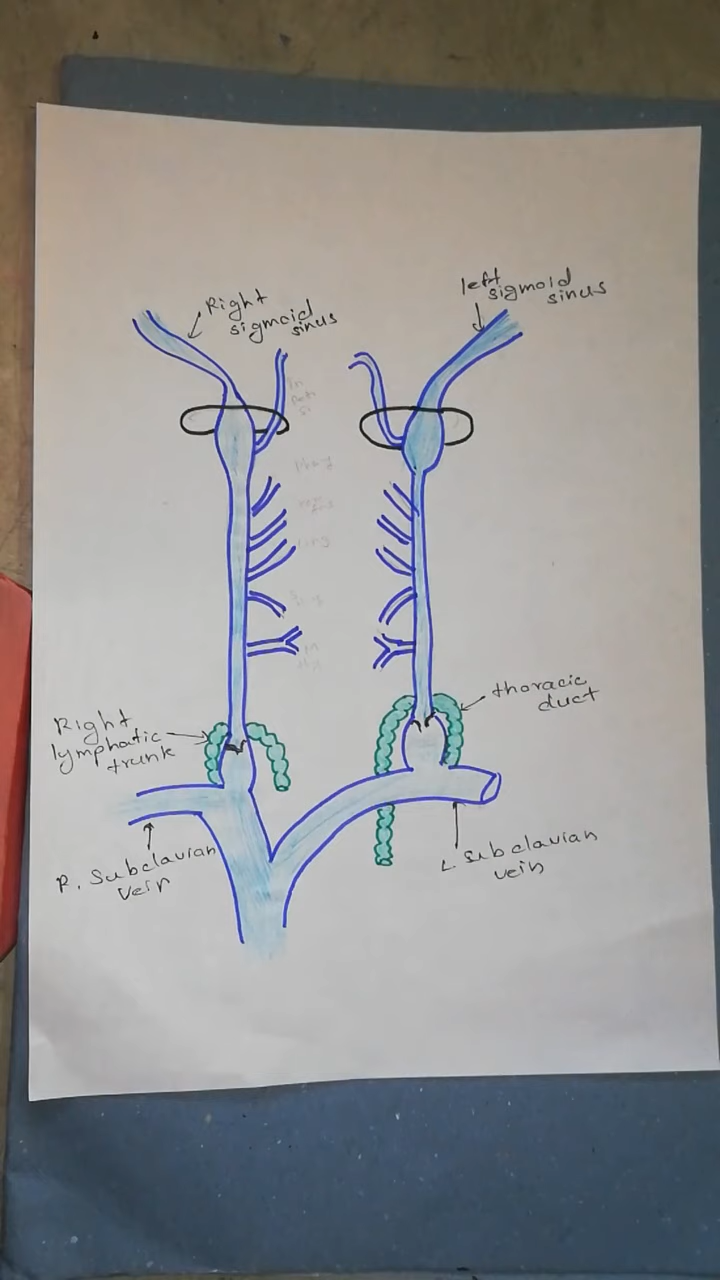 Right
sigmoid
sinus
left
sigmoid
sinus
thoracic
duct
Right
lymphatic
trunk
R. Subclavian
vein
L. subclavian
vein